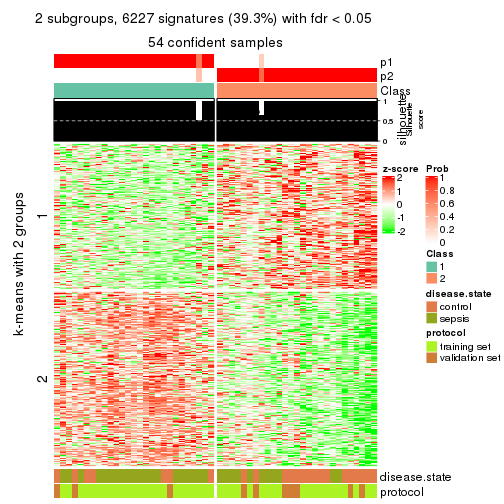 2 subgroups, 6227 signatures (39.3%) with fdr < 0.05
54 confident samples
p1
p2
Class
1
0.5
0
silhouette
Silhouette
score
k-means with 2 groups
1
2
z-score
2
1
0
-1
-2
Prob
1
0.8
0.6
0.4
0.2
0
Class
1
2
disease.state
control
sepsis
protocol
training set
validation set
disease.state
protocol